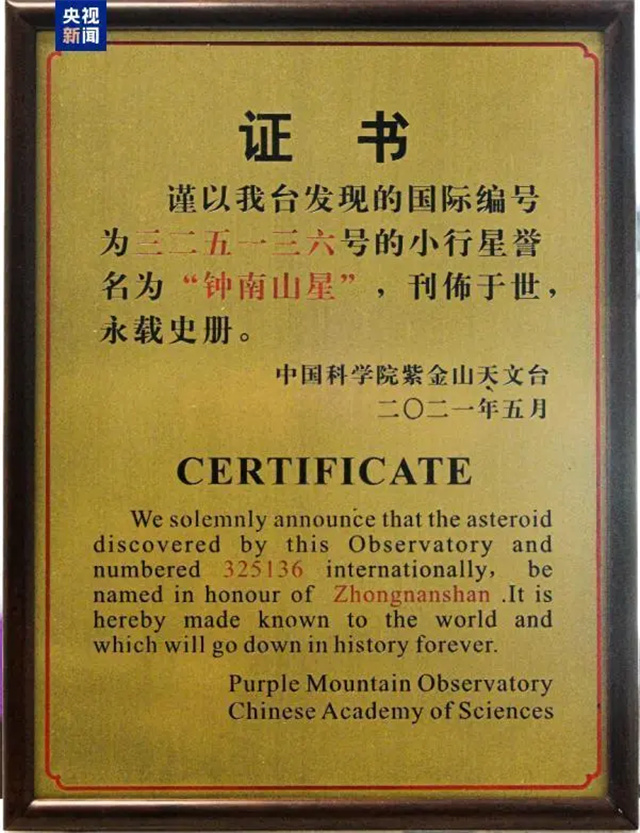 央视
新闻
证 书
谨以我台发现的国际编号
为三二五一三六号的小行星誉
名为“钟南山星”，刊佈于世，
永载史册。
中国科学院紫金山天文台
二〇二一年五月
CERTIFICATE
We solemnly announce that the asteroid
discovered by this Observatory and
numbered 325136 internationally, be
named in honour of Zhongnanshan .It is
hereby made known to the world and
which will go down in history forever.
Purple Mountain Observatory
Chinese Academy of Sciences